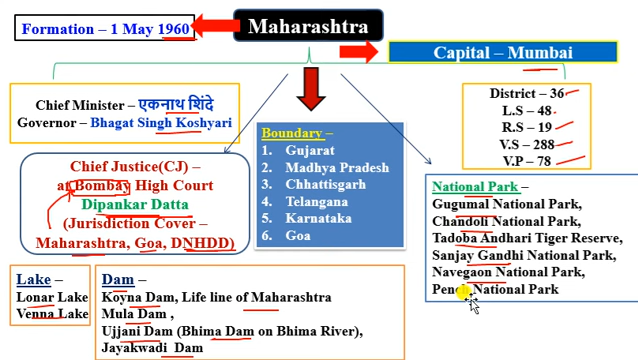 Maharashtra
Formation – 1 May 1960
Capital – Mumbai
Chief Minister – एकनाथ शिंदे
Governor – Bhagat Singh Koshyari
Chief Justice(CJ) –
at Bombay High Court
Dipankar Datta
(Jurisdiction Cover –
Maharashtra, Goa, DNHDD)
Boundary –
1. Gujarat
2. Madhya Pradesh
3. Chhattisgarh
4. Telangana
5. Karnataka
6. Goa
District – 36
L.S – 48
R.S – 19
V.S – 288
V.P – 78
National Park –
Gugumal National Park,
Chandoli National Park,
Tadoba Andhari Tiger Reserve,
Sanjay Gandhi National Park,
Navegaon National Park,
Pench National Park
Lake –
Lonar Lake
Venna Lake
Dam –
Koyna Dam, Life line of Maharashtra
Mula Dam ,
Ujjani Dam (Bhima Dam on Bhima River),
Jayakwadi Dam